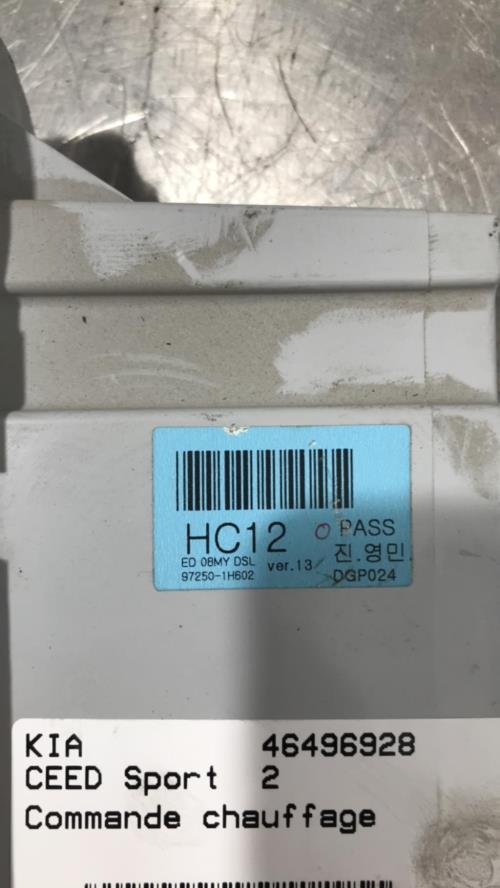 HC12 O PASS
ED 08MY DSL ver.13 진.영민.
97250-1H602 DGP024
KIA 46496928
CEED Sport 2
Commande chauffage